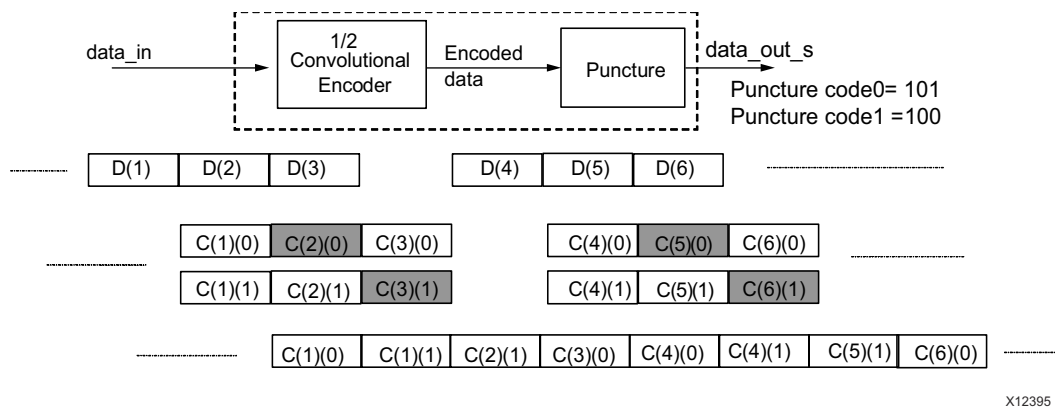 data_in
1/2
Convolutional
Encoder
Encoded
data
Puncture
data_out_s
Puncture code0= 101
Puncture code1 =100
D(1) D(2) D(3) D(4) D(5) D(6)
C(1)(0) C(2)(0) C(3)(0) C(4)(0) C(5)(0) C(6)(0)
C(1)(1) C(2)(1) C(3)(1) C(4)(1) C(5)(1) C(6)(1)
C(1)(0) C(1)(1) C(2)(1) C(3)(0) C(4)(0) C(4)(1) C(5)(1) C(6)(0)
X12395